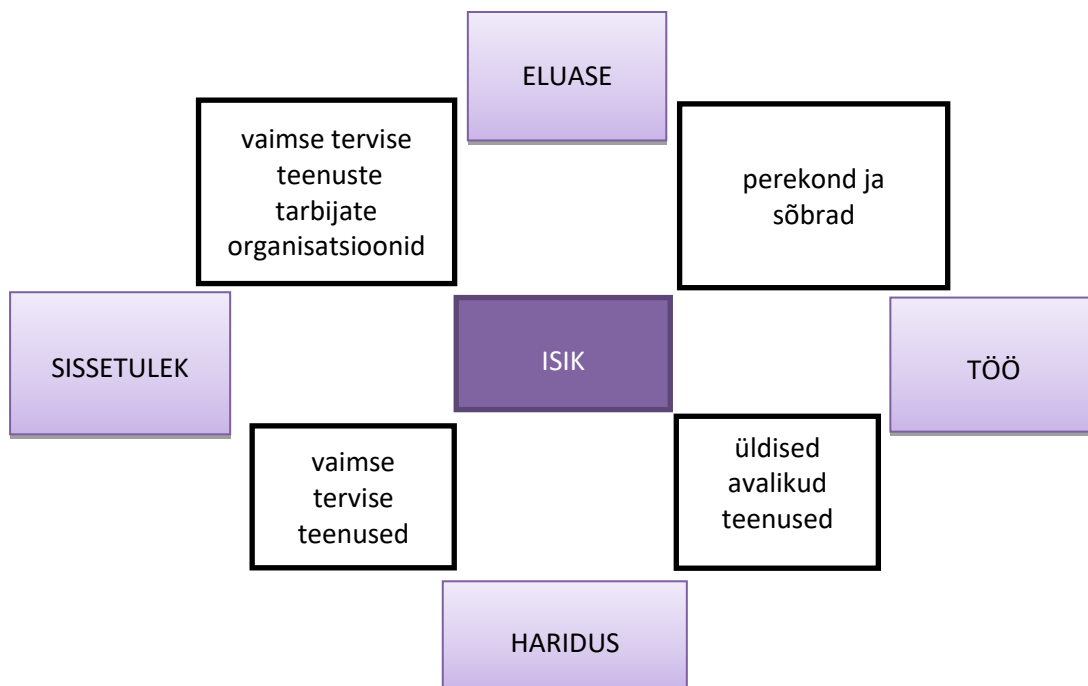 ELUASE
vaimse tervise
teenuste
tarbijate
organisatsioonid
perekond ja
sõbrad
SISSETULEK
ISIK
TÖÖ
vaimse
tervise
teenused
üldised
avalikud
teenused
HARIDUS